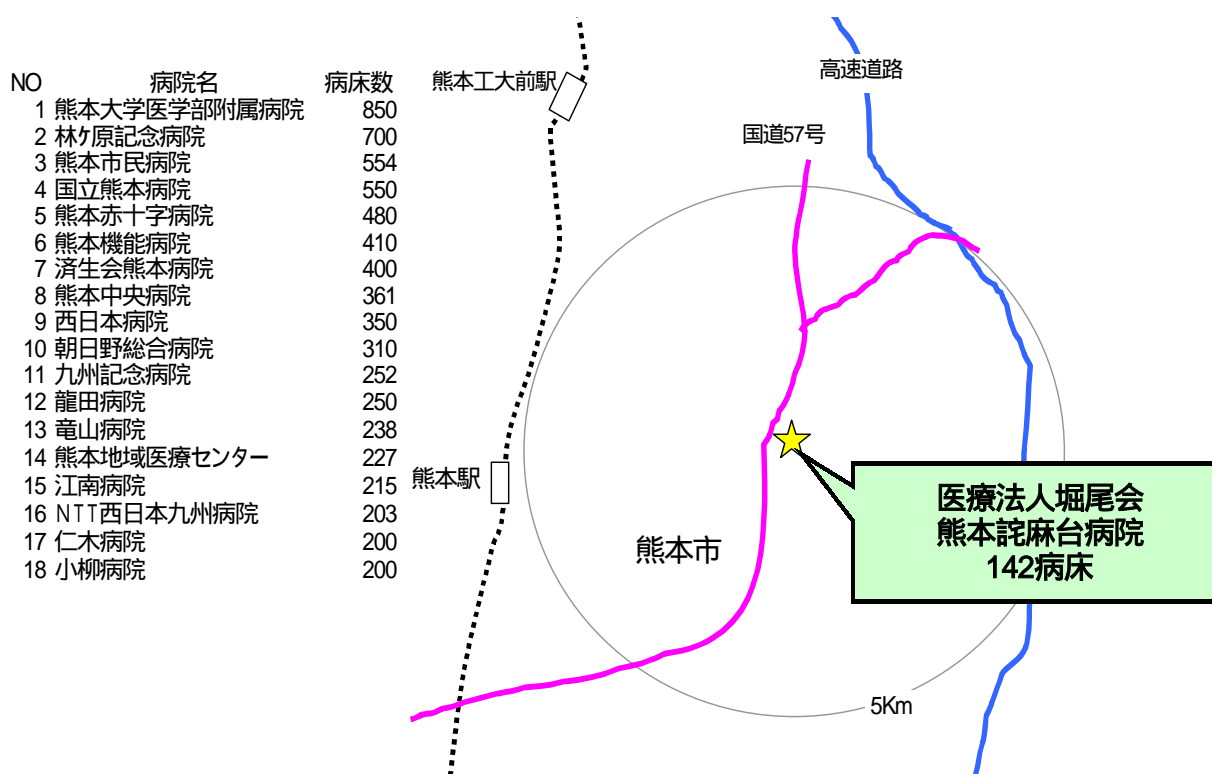 NO 病院名 病床数
1 熊本大学医学部附属病院 850
2 林ケ原記念病院 700
3 熊本市民病院 554
4 国立熊本病院 550
5 熊本赤十字病院 480
6 熊本機能病院 410
7 済生会熊本病院 400
8 熊本中央病院 361
9 西日本病院 350
10 朝日野総合病院 310
11 九州記念病院 252
12 龍田病院 250
13 竜山病院 238
14 熊本地域医療センター 227
15 江南病院 215
16 NTT西日本九州病院 203
17 仁木病院 200
18 小柳病院 200
熊本工大前駅
高速道路
国道57号
熊本駅
熊本市
医療法人堀尾会
熊本詫麻台病院
142病床
5Km